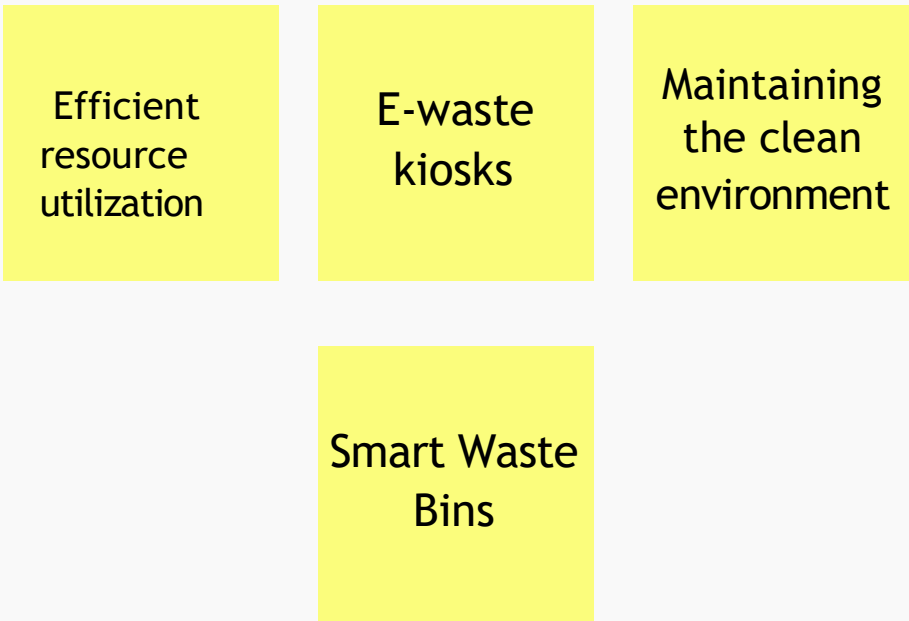 Efficient
resource
utilization
E-waste
kiosks
Maintaining
the clean
environment
Smart Waste
Bins